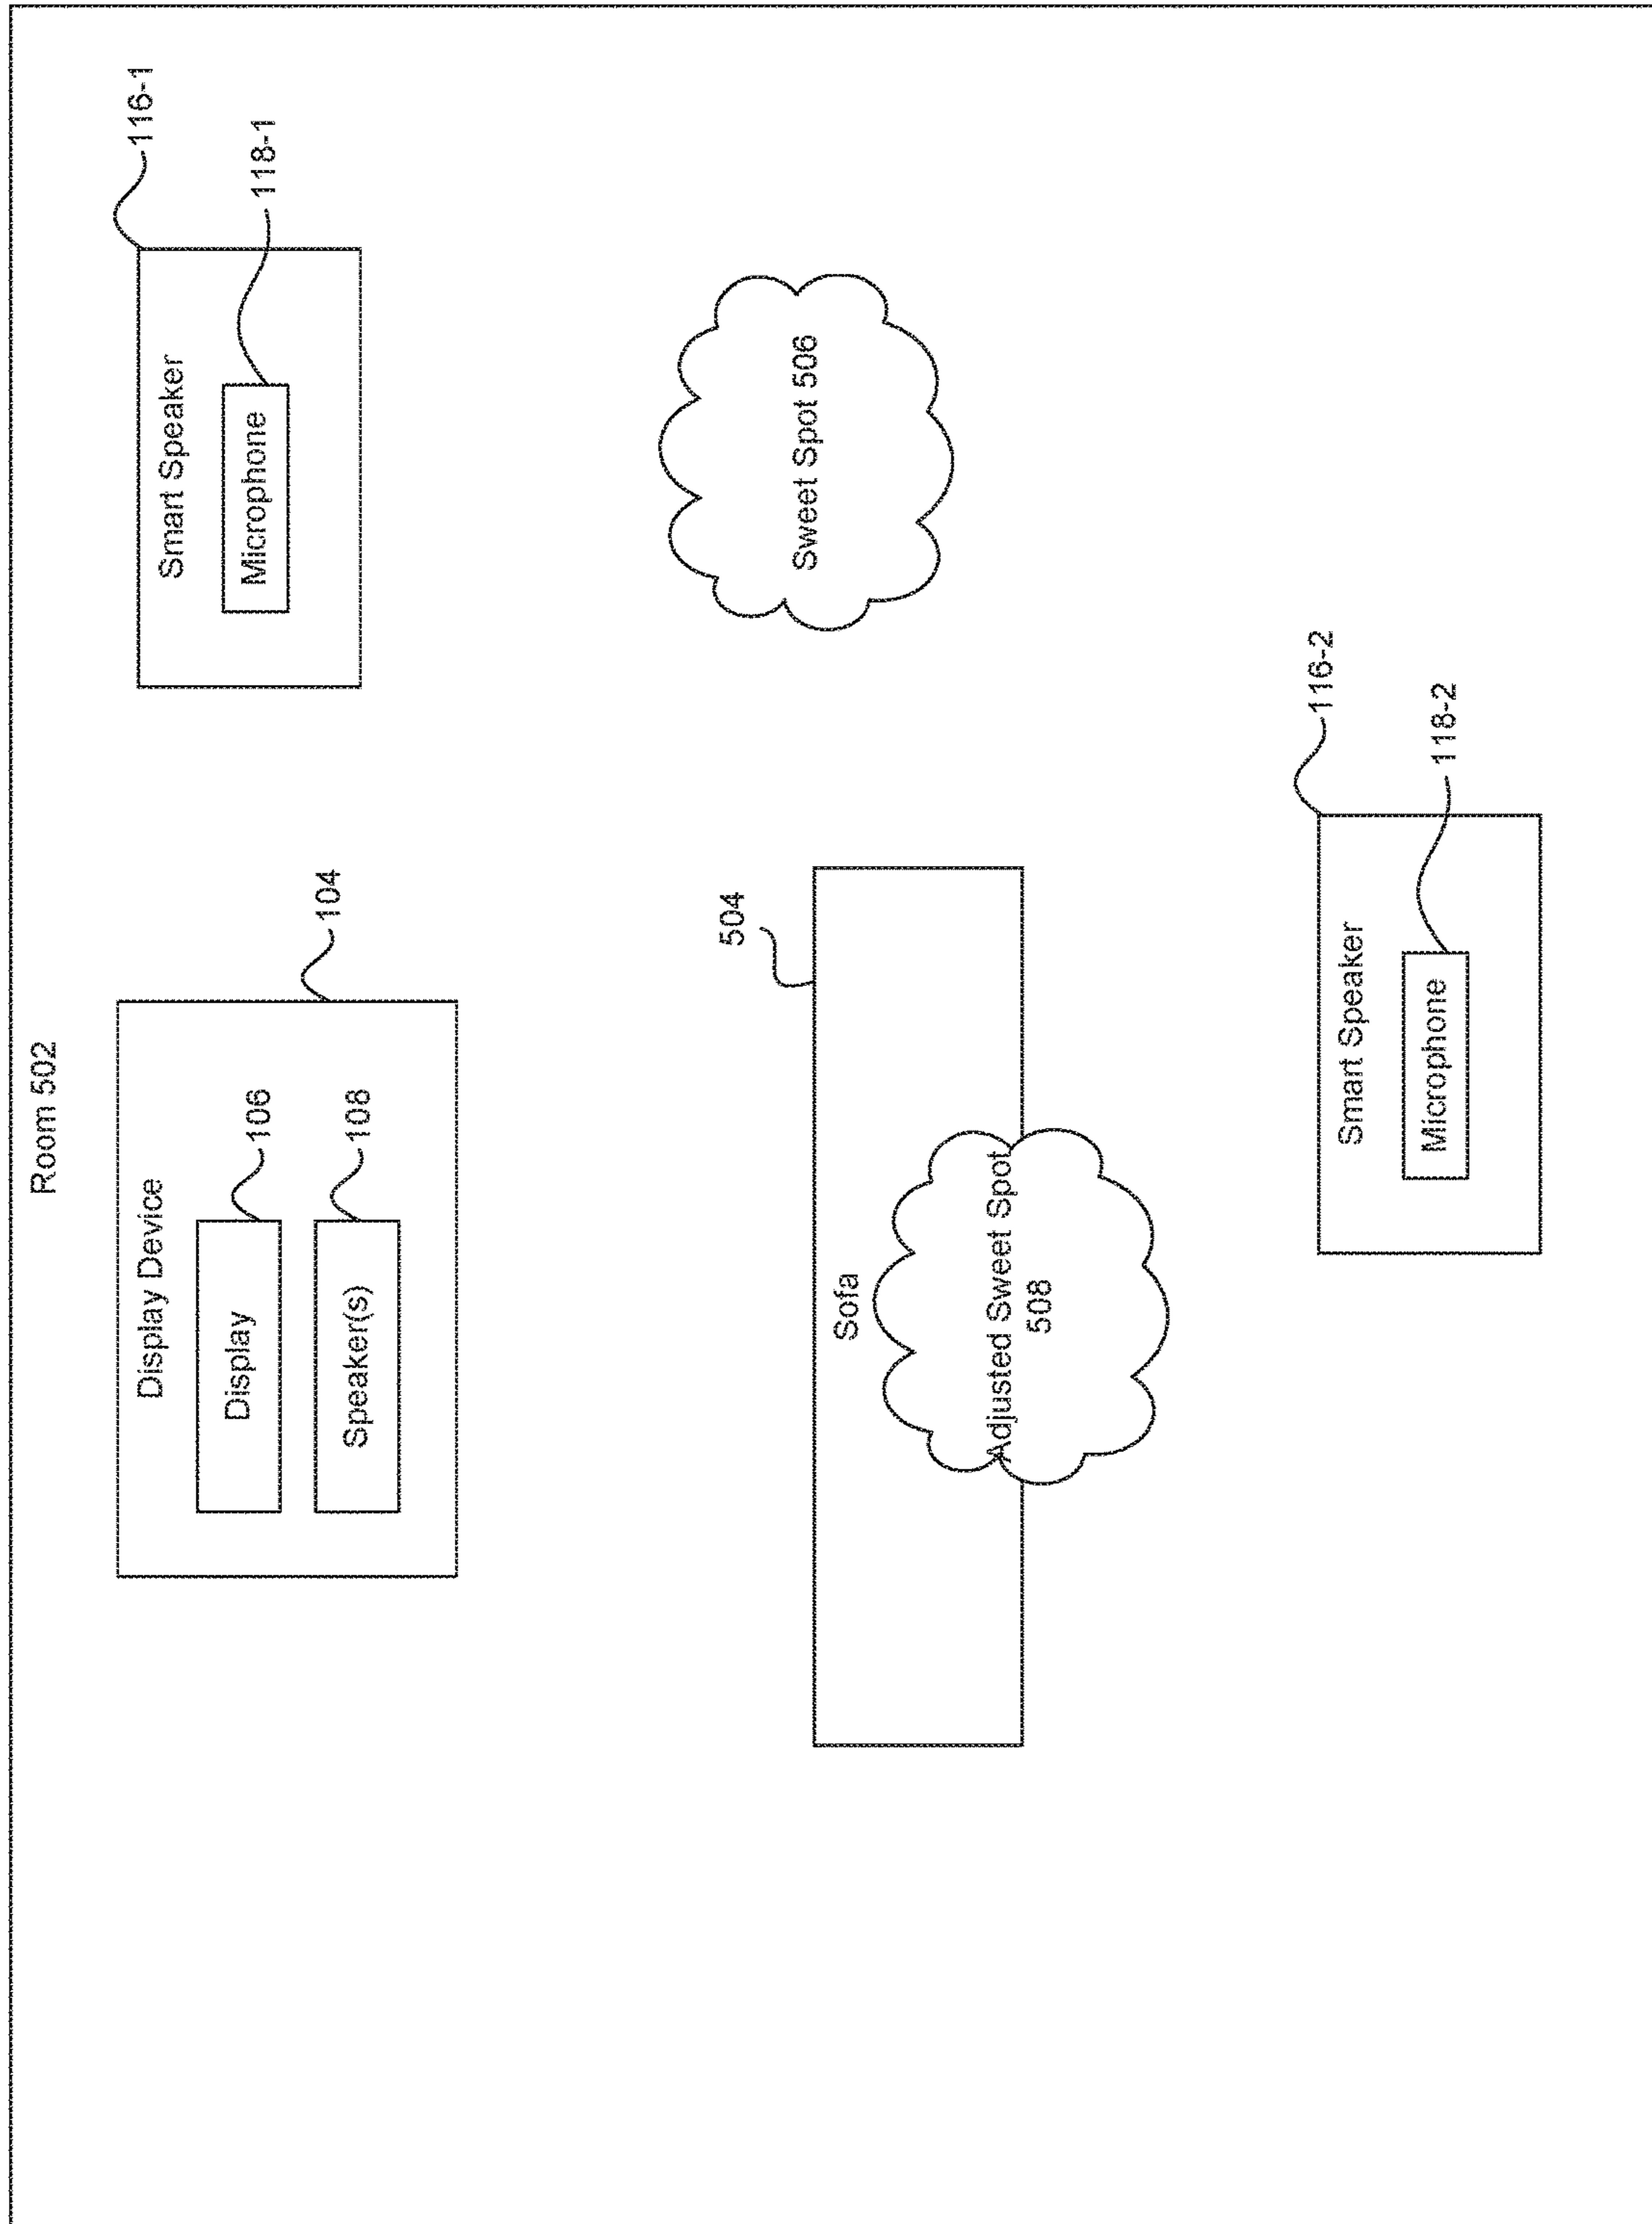 Room 502
Display Device
104
Display
106
Speaker(s)
108
Smart Speaker
116-1
Microphone
118-1
504
Sofa
Adjusted Sweet Spot
508
Sweet Spot 506
Smart Speaker
116-2
Microphone
118-2